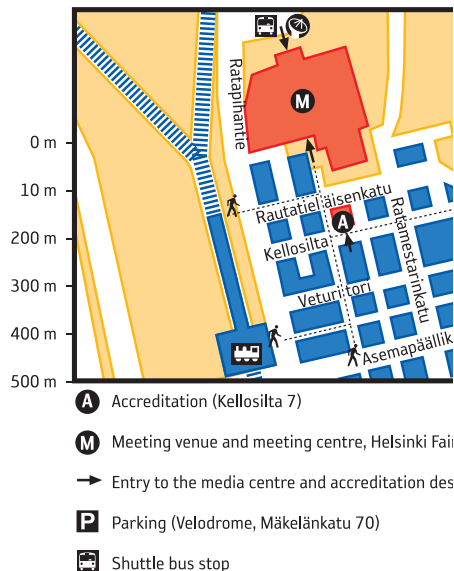 Ratapihantie
M
0 m
10 m
200 m
300 m
400 m
500 m
Rautatieläisenkatu
A
Kellosilta
Ratamestarinkatu
Veturitori
Asemapäällik
A Accreditation (Kellosilta 7)
M Meeting venue and meeting centre, Helsinki Fair
Entry to the media centre and accreditation des
P Parking (Velodrome, Mäkelänkatu 70)
Shuttle bus stop